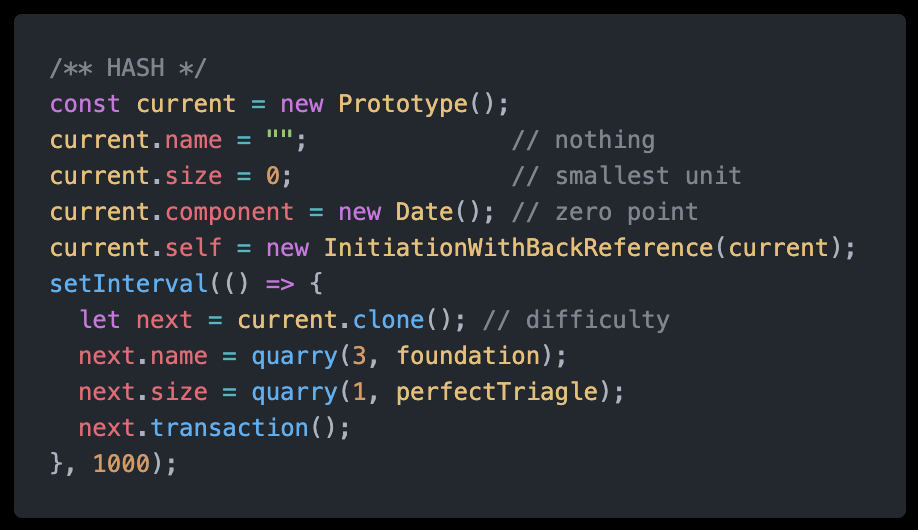 /** HASH */
const current = new Prototype();
current.name = ""; // nothing
current.size = 0; // smallest unit
current.component = new Date(); // zero point
current.self = new InitiationWithBackReference(current);
setInterval(() => {
  let next = current.clone(); // difficulty
  next.name = quarry(3, foundation);
  next.size = quarry(1, perfectTriagle);
  next.transaction();
}, 1000);